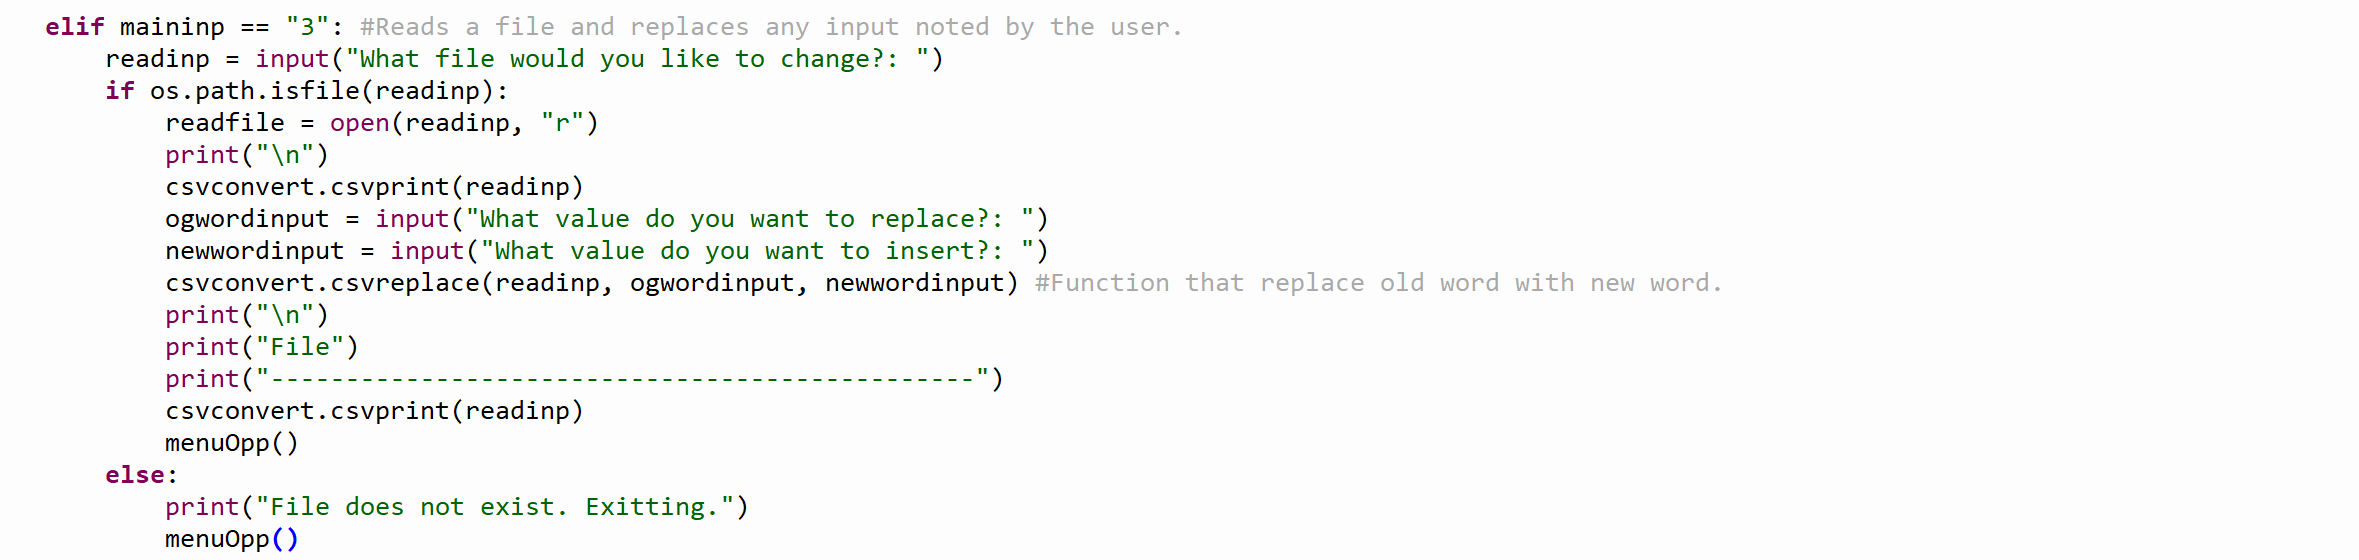 elif maininp == "3": #Reads a file and replaces any input noted by the user.
readinp = input("What file would you like to change?: ")
if os.path.isfile(readinp):
readfile = open(readinp, "r")
print("\n")
csvconvert.csvprint(readinp)
ogwordinput = input("What value do you want to replace?: ")
newwordinput = input("What value do you want to insert?: ")
csvconvert.csvreplace(readinp, ogwordinput, newwordinput) #Function that replace old word with new word.
print("\n")
print("File")
print("-----------------------------------------------")
csvconvert.csvprint(readinp)
menuOpp()
else:
print("File does not exist. Exitting.")
menuOpp()